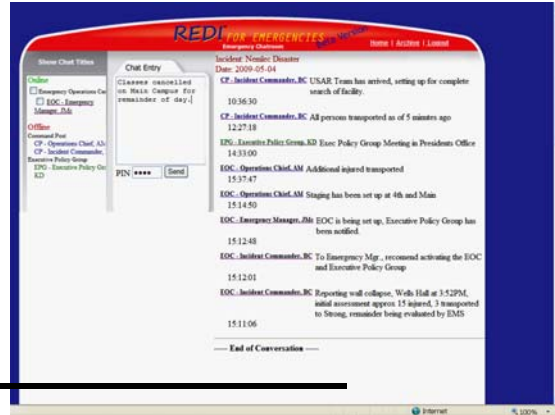 REDI FOR EMERGENCIES Beta Version
Emergency Chatroom
Home | Archive | Logout
Show Chat Titles
Online
Emergency Operations Cen
EOC - Emergency
Manager, JMc
Offline
Command Post
CP - Operations Chief, AM
CP - Incident Commander,
Executive Policy Group
EPG - Executive Policy Gro
KD
Chat Entry
Classes cancelled
on Main Campus for
remainder of day.
PIN
Send
Incident: Nemlec Disaster
Date: 2009-05-04
CP - Incident Commander, BC USAR Team has arrived, setting up for complete
search of facility.
10:36:30
CP - Incident Commander, BC All persons transported as of 5 minutes ago
12:27:18
EPG - Executive Policy Group, KD Exec Policy Group Meeting in Presidents Office
14:33:00
EOC - Operations Chief, AM Additional injured transported
15:37:47
EOC - Operations Chief, AM Staging has been set up at 4th and Main
15:14:50
EOC - Emergency Manager, JMc EOC is being set up, Executive Policy Group has
been notified.
15:12:48
EOC - Incident Commander, BC To Emergency Mgr., recomend activating the EOC
and Executive Policy Group
15:12:01
EOC - Incident Commander, BC Reporting wall collapse, Wells Hall at 3:52PM,
initial assessment approx 15 injured, 3 transported
to Strong, remainder being evaluated by EMS
15:11:06
----- End of Conversation -----
Internet
100%